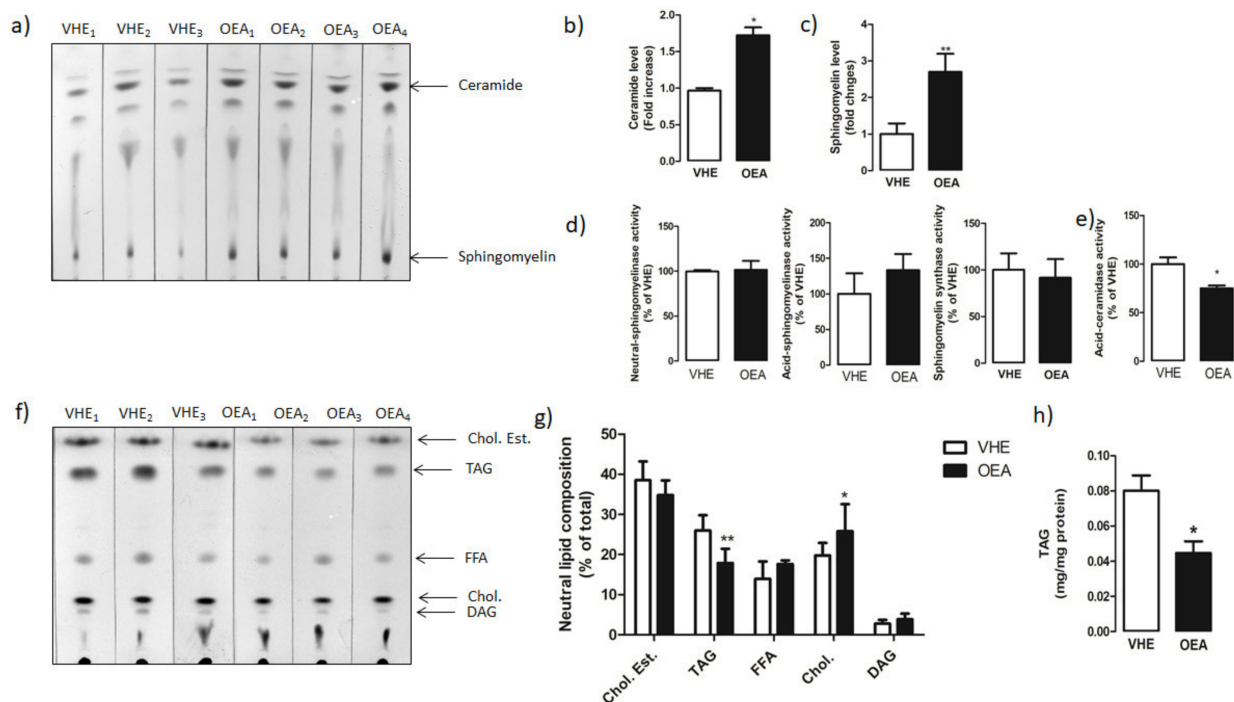 a)
VHE1 VHE2 VHE3 OEA1 OEA2 OEA3 OEA4
Ceramide
Sphingomyelin
b)
Ceramide level
(Fold increase)
2.0
1.5
1.0
0.5
0.0
*
VHE OEA
c)
Sphingomyelin level
(fold chnges)
4
3
2
1
0
**
VHE OEA
d)
Neutral-sphingomyelinase activity
(% of VHE)
150
100
50
0
VHE OEA
Acid-sphingomyelinase activity
(% of VHE)
200
150
100
50
0
VHE OEA
Sphingomyelin synthase activity
(% of VHE)
150
100
50
0
VHE OEA
e)
Acid-ceramidase activity
(% of VHE)
150
100
50
0
*
VHE OEA
f)
VHE1 VHE2 VHE3 OEA1 OEA2 OEA3 OEA4
Chol. Est.
TAG
FFA
Chol.
DAG
g)
Neutral lipid composition
(% of total)
50
40
30
20
10
0
**
*
Chol. Est. TAG FFA Chol. DAG
VHE
OEA
h)
TAG
(mg/mg protein)
0.10
0.08
0.06
0.04
0.02
0.00
*
VHE OEA